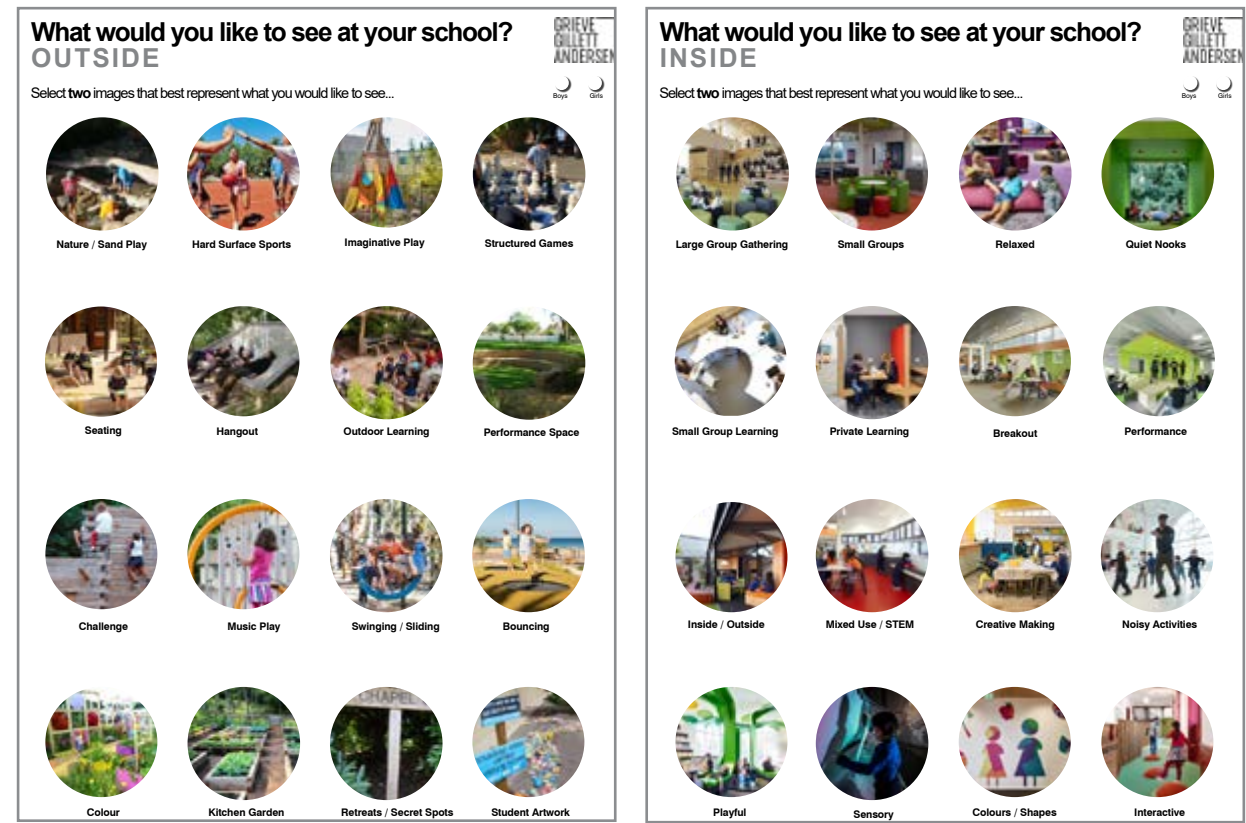 What would you like to see at your school?
OUTSIDE
GRIEVE
GILLETT
ANDERSEN
Select two images that best represent what you would like to see...
Boys Girls
Nature / Sand Play Hard Surface Sports Imaginative Play Structured Games
Seating Hangout Outdoor Learning Performance Space
Challenge Music Play Swinging / Sliding Bouncing
CHAPEL
Colour Kitchen Garden Retreats / Secret Spots Student Artwork
What would you like to see at your school?
INSIDE
GRIEVE
GILLETT
ANDERSEN
Select two images that best represent what you would like to see...
Boys Girls
Large Group Gathering Small Groups Relaxed Quiet Nooks
Small Group Learning Private Learning Breakout Performance
Inside / Outside Mixed Use / STEM Creative Making Noisy Activities
Playful Sensory Colours / Shapes Interactive